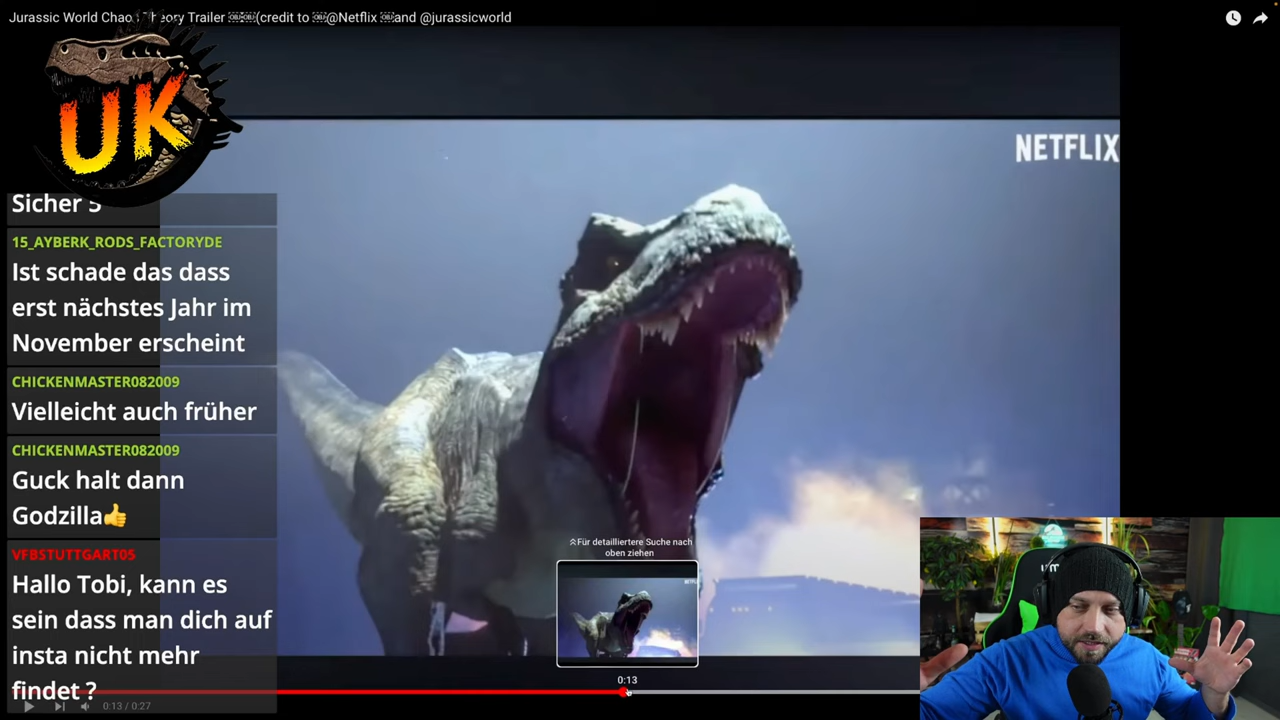 Jurassic World Chaos Theory Trailer (credit to @Netflix and @jurassicworld
UK
NETFLIX
Sicher 5
15_AYBERK_RODS_FACTORYDE
Ist schade das dass
erst nächstes Jahr im
November erscheint
CHICKENMASTER082009
Vielleicht auch früher
CHICKENMASTER082009
Guck halt dann
Godzilla👍
VFBSTUTTGART05
Hallo Tobi, kann es
sein dass man dich auf
insta nicht mehr
findet ?
Für detailliertere Suche nach
oben ziehen
0:13
0:13 / 0:27